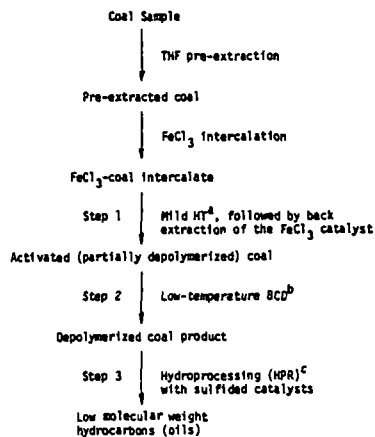 Coal Sample
THF pre-extraction
Pre-extracted coal
FeCl3 intercalation
FeCl3-coal intercalate
Step 1 Mild HTa, followed by back
extraction of the FeCl3 catalyst
Activated (partially depolymerized) coal
Step 2 Low-temperature BCDb
Depolymerized coal product
Step 3 Hydroprocessing (HPR)c
with sulfided catalysts
Low molecular weight
hydrocarbons (oils)